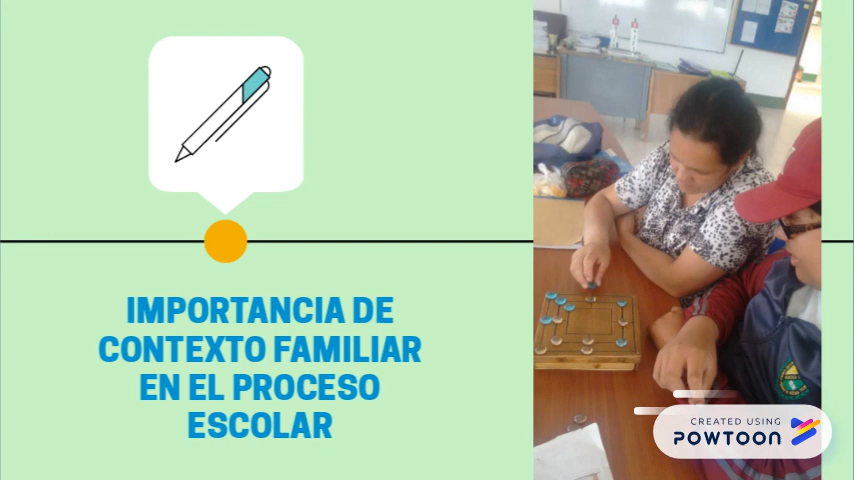 IMPORTANCIA DE
CONTEXTO FAMILIAR
EN EL PROCESO
ESCOLAR
CREATED USING
POWTOON